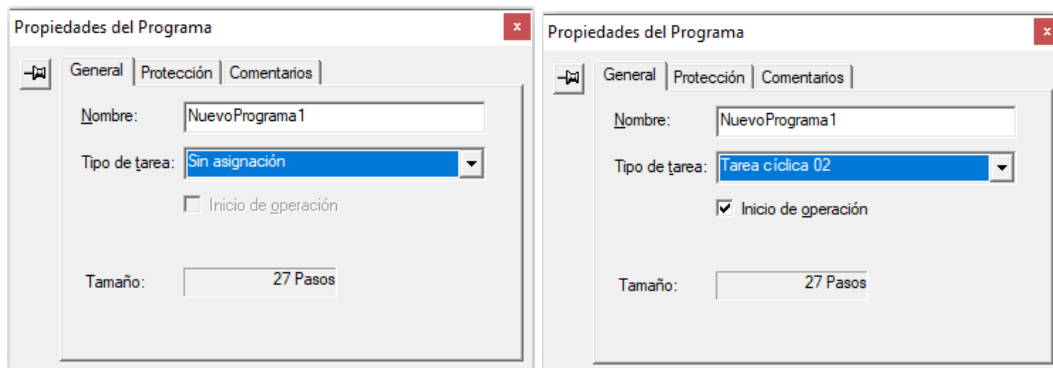 Propiedades del Programa x
General Protección Comentarios
Nombre: NuevoPrograma1
Tipo de tarea: Sin asignación
Inicio de operación
Tamaño: 27 Pasos
Propiedades del Programa x
General Protección Comentarios
Nombre: NuevoPrograma1
Tipo de tarea: Tarea cíclica 02
Inicio de operación
Tamaño: 27 Pasos